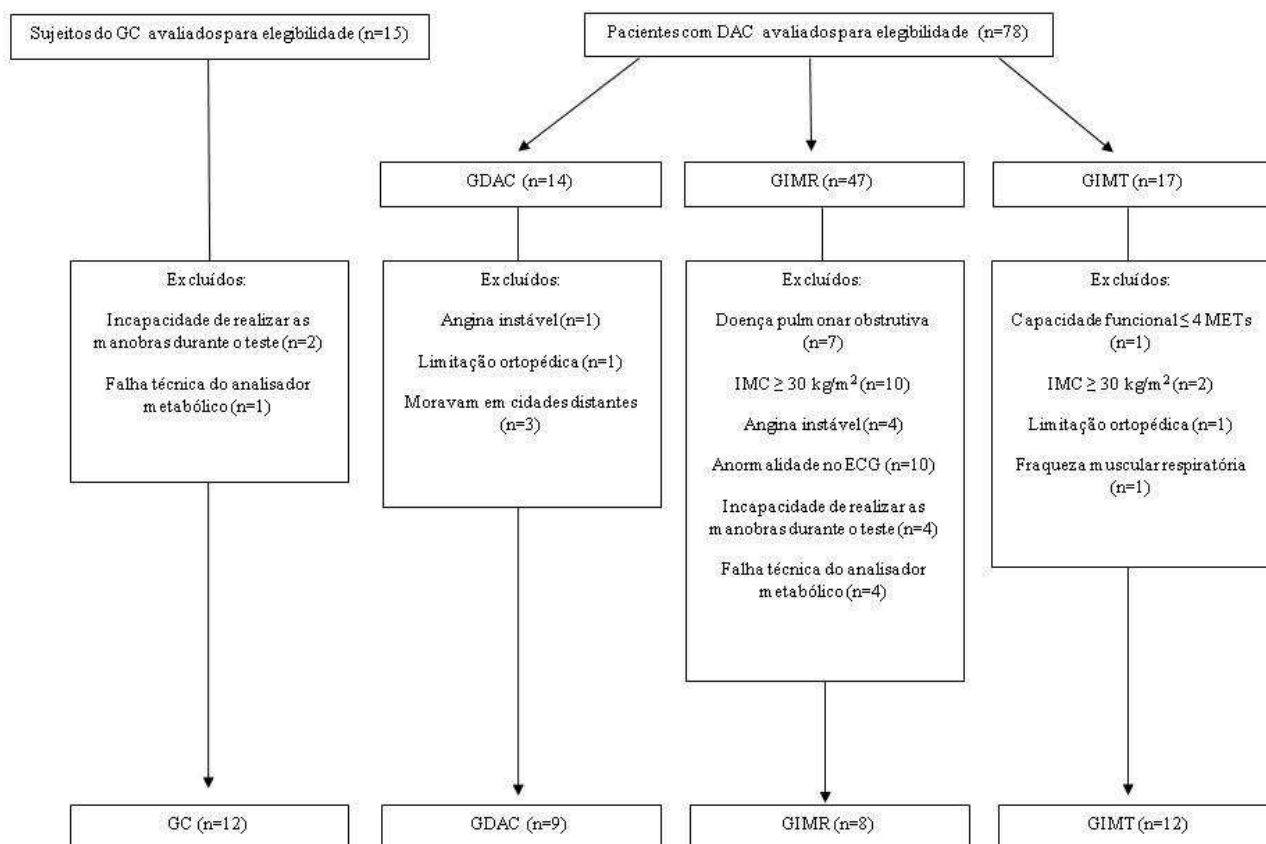 Sujeitos do GC avaliados para elegibilidade (n=15)
Pacientes com DAC avaliados para elegibilidade (n=78)
GDAC (n=14)
GIMR (n=47)
GIMT (n=17)
Excluídos:
Incapacidade de realizar as
manobras durante o teste (n=2)
Falha técnica do analisador
metabólico (n=1)
Excluídos:
Angina instável (n=1)
Limitação ortopédica (n=1)
Moravam em cidades distantes
(n=3)
Excluídos:
Doença pulmonar obstrutiva
(n=7)
IMC ≥ 30 kg/m² (n=10)
Angina instável (n=4)
Anormalidade no ECG (n=10)
Incapacidade de realizar as
manobras durante o teste (n=4)
Falha técnica do analisador
metabólico (n=4)
Excluídos:
Capacidade funcional ≤ 4 METs
(n=1)
IMC ≥ 30 kg/m² (n=2)
Limitação ortopédica (n=1)
Fraqueza muscular respiratória
(n=1)
GC (n=12)
GDAC (n=9)
GIMR (n=8)
GIMT (n=12)